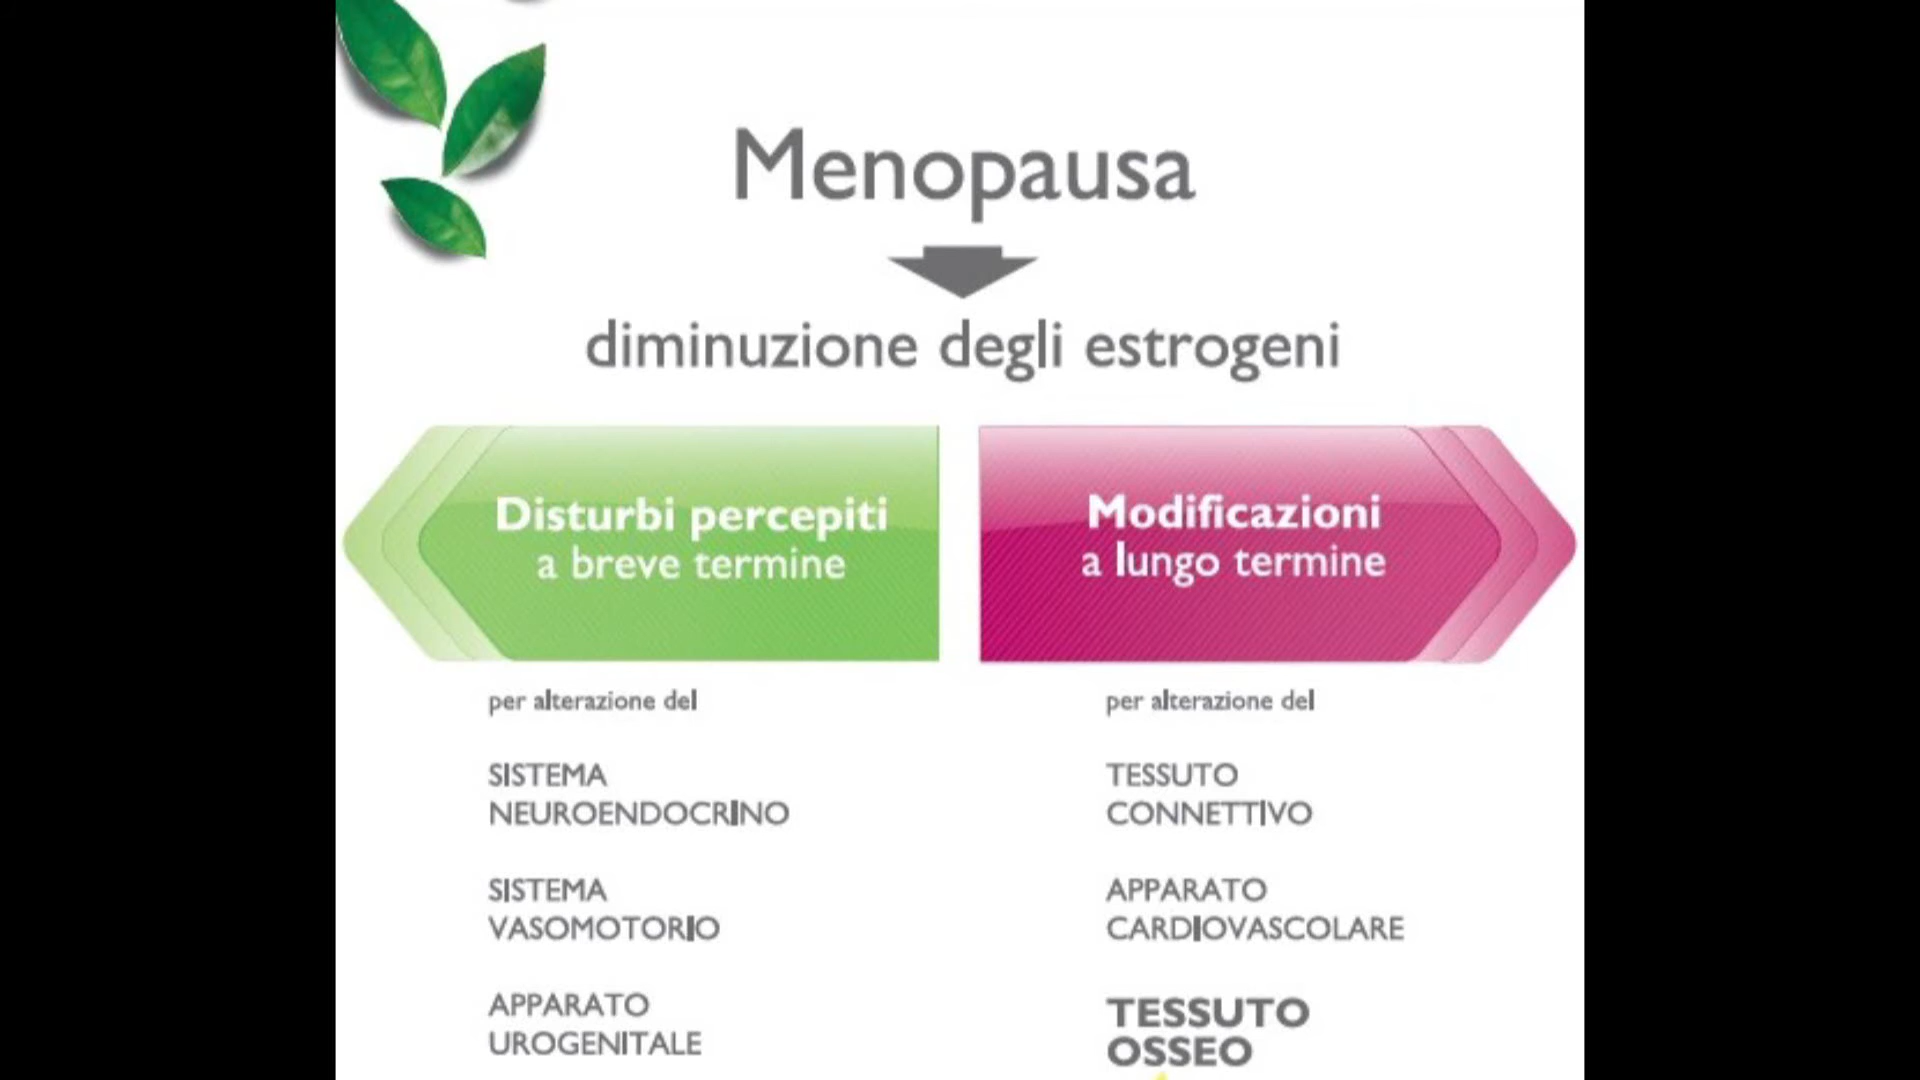 Menopausa
diminuzione degli estrogeni
Disturbi percepiti
a breve termine
per alterazione del
SISTEMA
NEUROENDOCRINO
SISTEMA
VASOMOTORIO
APPARATO
UROGENITALE
Modificazioni
a lungo termine
per alterazione del
TESSUTO
CONNETTIVO
APPARATO
CARDIOVASCOLARE
TESSUTO
OSSEO